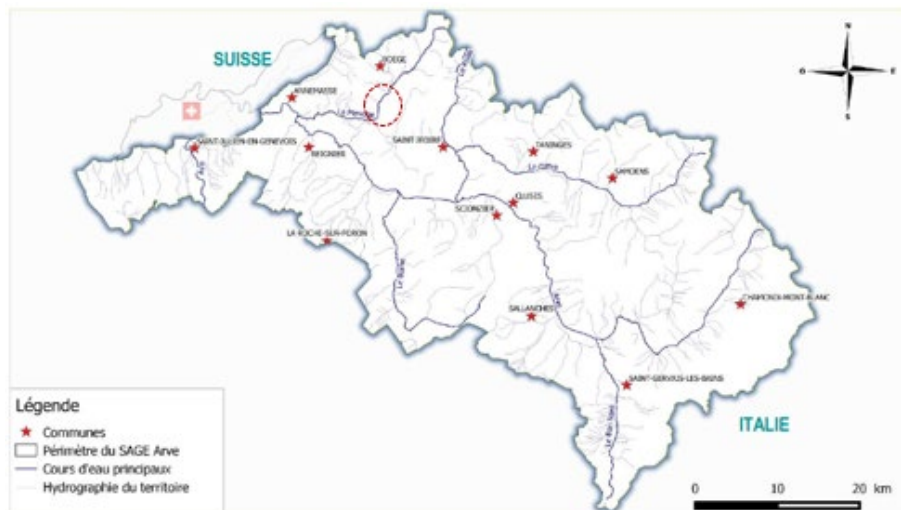 SUISSE
BOEGE
ANNEMASSE
SAINT-JULIEN-EN-GENEVOIS
REIGNIER
SAINT JEOIRE
TANINGES
Le Giffre
SAMOENS
CLUSES
SCIONZIER
LA-ROCHE-SUR-FORON
SALLANCHES
CHAMONIX-MONT-BLANC
SAINT-GERVAIS-LES-BAINS
ITALIE
N
O
E
S
Légende
Communes
Périmètre du SAGE Arve
Cours d'eau principaux
Hydrographie du territoire
0 10 20 km